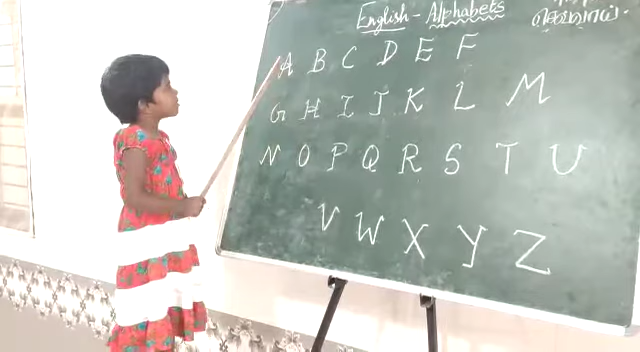 English - Alphabets
A B C D E F
G H I J K L M
N O P Q R S T U
V W X Y Z